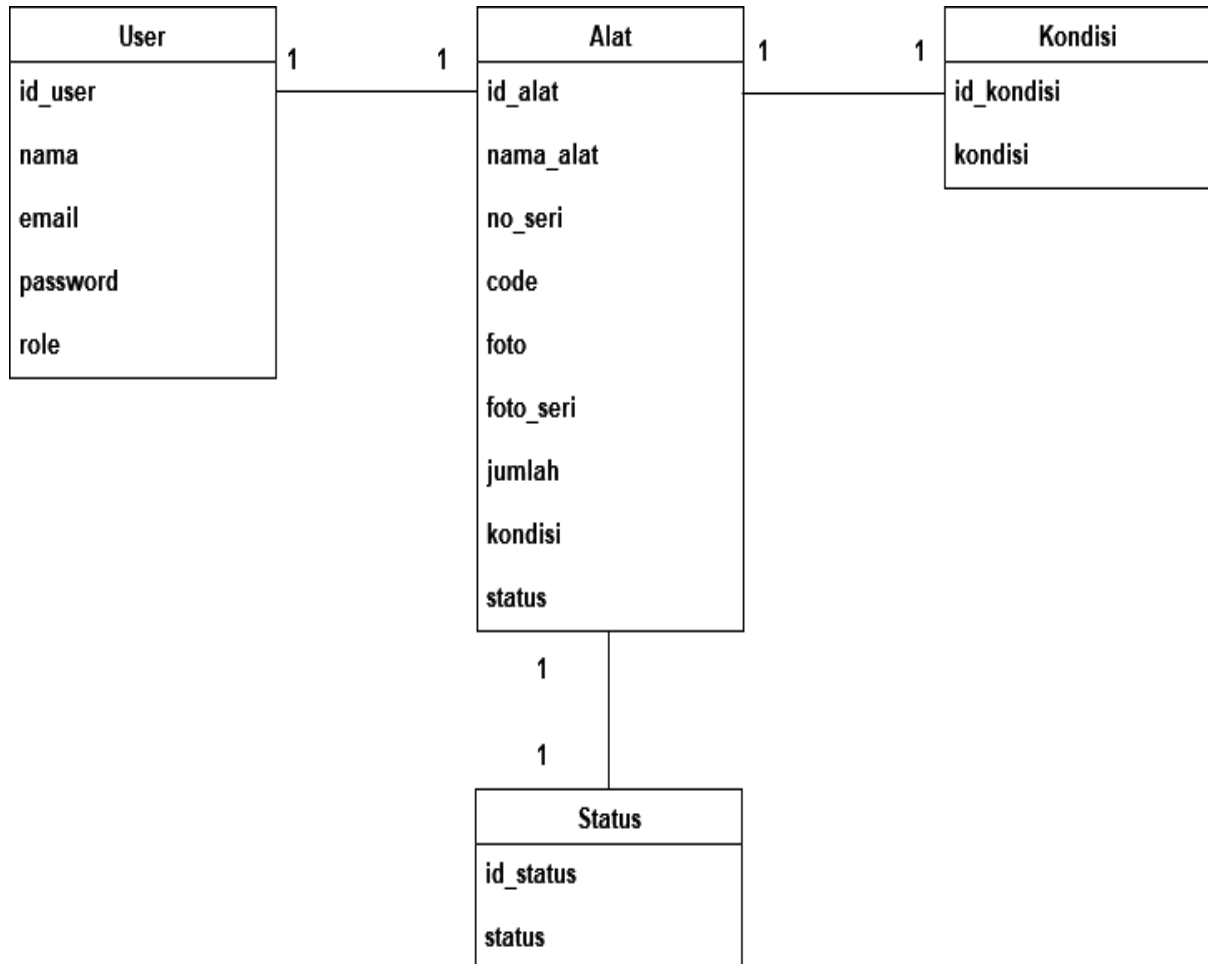 User
id_user
nama
email
password
role
1
1
Alat
id_alat
nama_alat
no_seri
code
foto
foto_seri
jumlah
kondisi
status
1
1
Kondisi
id_kondisi
kondisi
1
1
Status
id_status
status